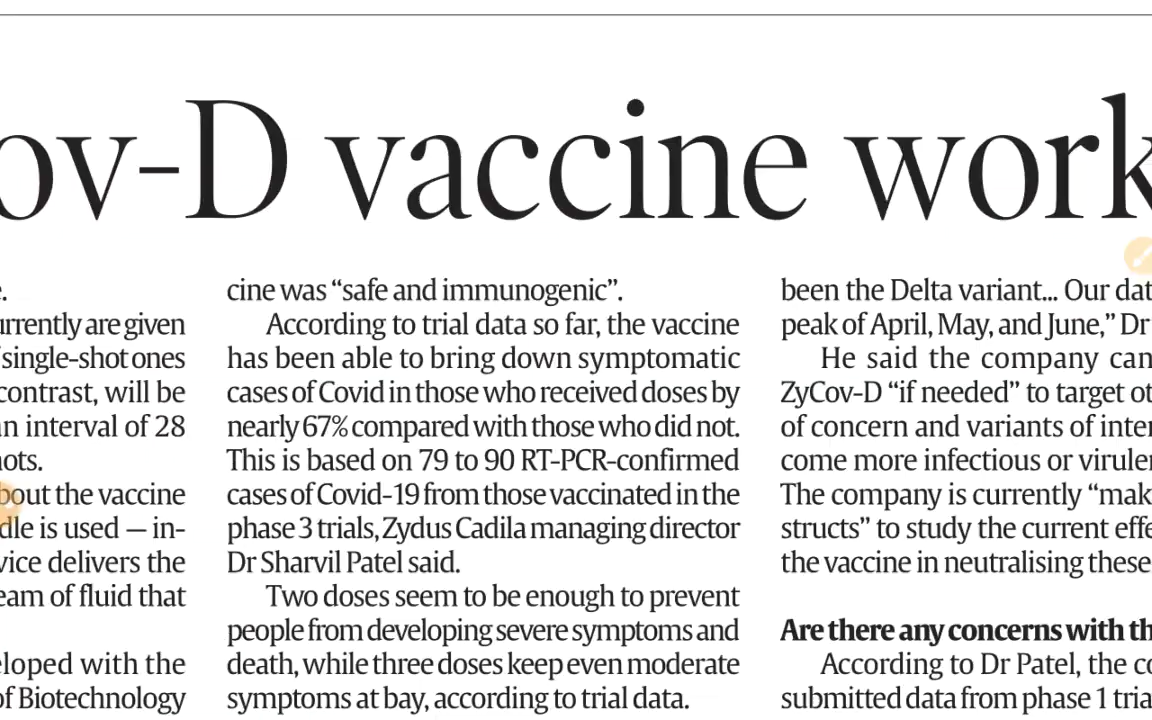 ov-D vaccine work
e.
urrently are given
single-shot ones
contrast, will be
n interval of 28
ots.
bout the vaccine
dle is used — in-
vice delivers the
eam of fluid that
eloped with the
of Biotechnology
cine was “safe and immunogenic”.
According to trial data so far, the vaccine
has been able to bring down symptomatic
cases of Covid in those who received doses by
nearly 67% compared with those who did not.
This is based on 79 to 90 RT-PCR-confirmed
cases of Covid-19 from those vaccinated in the
phase 3 trials, Zydus Cadila managing director
Dr Sharvil Patel said.
Two doses seem to be enough to prevent
people from developing severe symptoms and
death, while three doses keep even moderate
symptoms at bay, according to trial data.
been the Delta variant... Our dat
peak of April, May, and June,” Dr
He said the company can
ZyCov-D “if needed” to target ot
of concern and variants of inter
come more infectious or virule
The company is currently “mak
structs” to study the current effe
the vaccine in neutralising these
Are there any concerns with th
According to Dr Patel, the co
submitted data from phase 1 tria